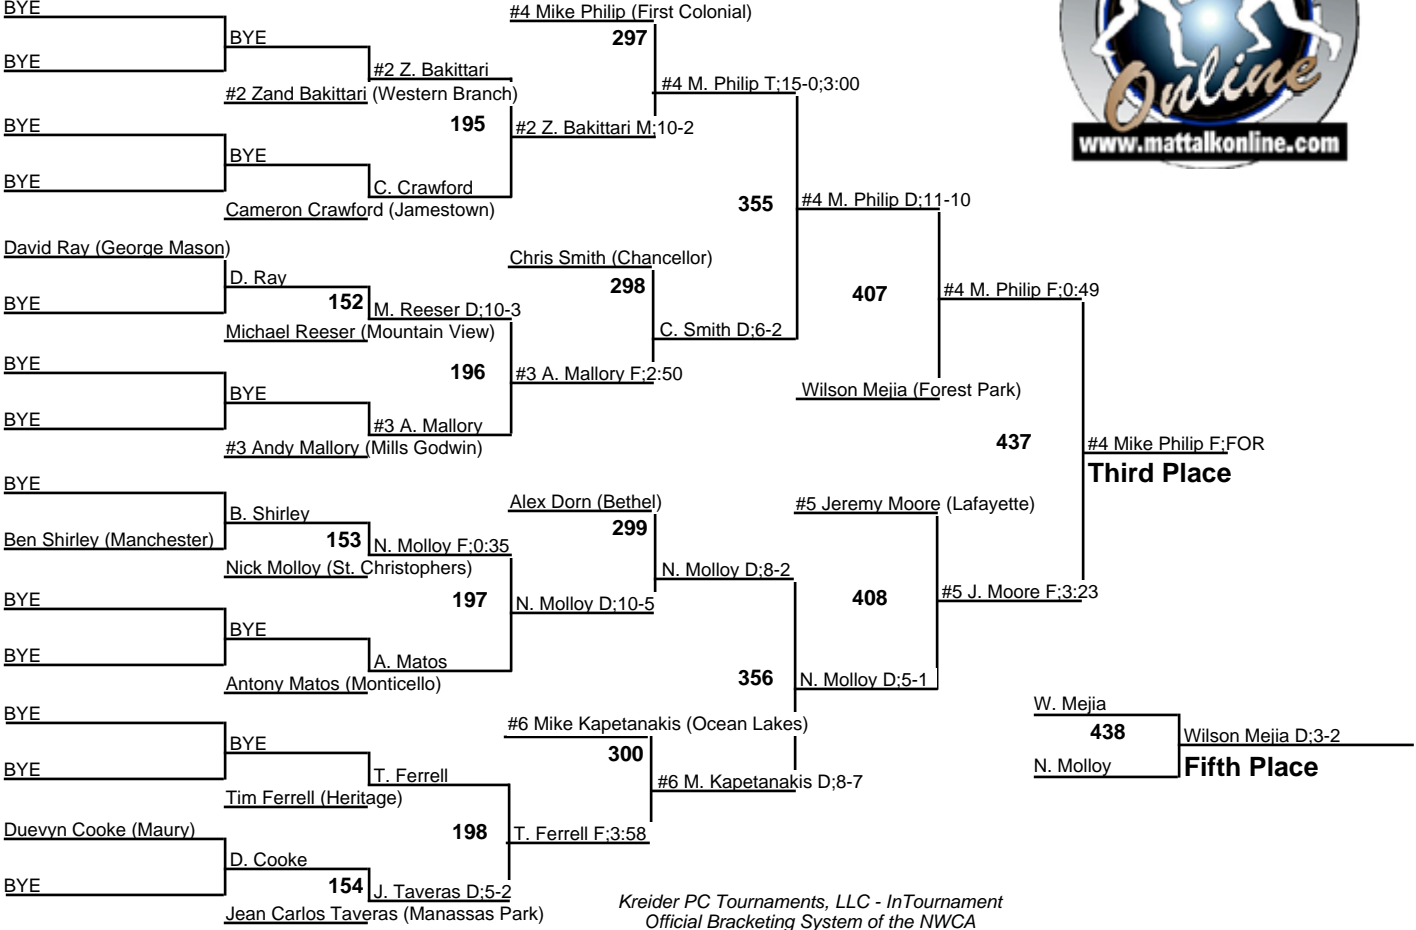 BYE
#4 Mike Philip (First Colonial)
297
BYE
BYE
#2 Z. Bakittari
#4 M. Philip T;15-0;3:00
#2 Zand Bakittari (Western Branch)
195
#2 Z. Bakittari M;10-2
BYE
BYE
BYE
C. Crawford
Cameron Crawford (Jamestown)
355
#4 M. Philip D;11-10
Online
www.mattalkonline.com
David Ray (George Mason)
Chris Smith (Chancellor)
D. Ray
298
407
#4 M. Philip F;0:49
BYE
152
M. Reeser D;10-3
Michael Reeser (Mountain View)
C. Smith D;6-2
BYE
196
#3 A. Mallory F;2:50
BYE
Wilson Mejia (Forest Park)
BYE
#3 A. Mallory
#3 Andy Mallory (Mills Godwin)
437
#4 Mike Philip F;FOR
Third Place
BYE
Alex Dorn (Bethel)
#5 Jeremy Moore (Lafayette)
B. Shirley
299
Ben Shirley (Manchester)
153
N. Molloy F;0:35
Nick Molloy (St. Christophers)
N. Molloy D;8-2
BYE
197
N. Molloy D;10-5
408
#5 J. Moore F;3:23
BYE
BYE
A. Matos
Antony Matos (Monticello)
356
N. Molloy D;5-1
BYE
#6 Mike Kapetanakis (Ocean Lakes)
W. Mejia
438
Wilson Mejia D;3-2
BYE
300
N. Molloy
Fifth Place
BYE
T. Ferrell
#6 M. Kapetanakis D;8-7
Tim Ferrell (Heritage)
Duevyn Cooke (Maury)
198
T. Ferrell F;3:58
D. Cooke
BYE
154
J. Taveras D;5-2
Jean Carlos Taveras (Manassas Park)
Kreider PC Tournaments, LLC - InTournament
Official Bracketing System of the NWCA